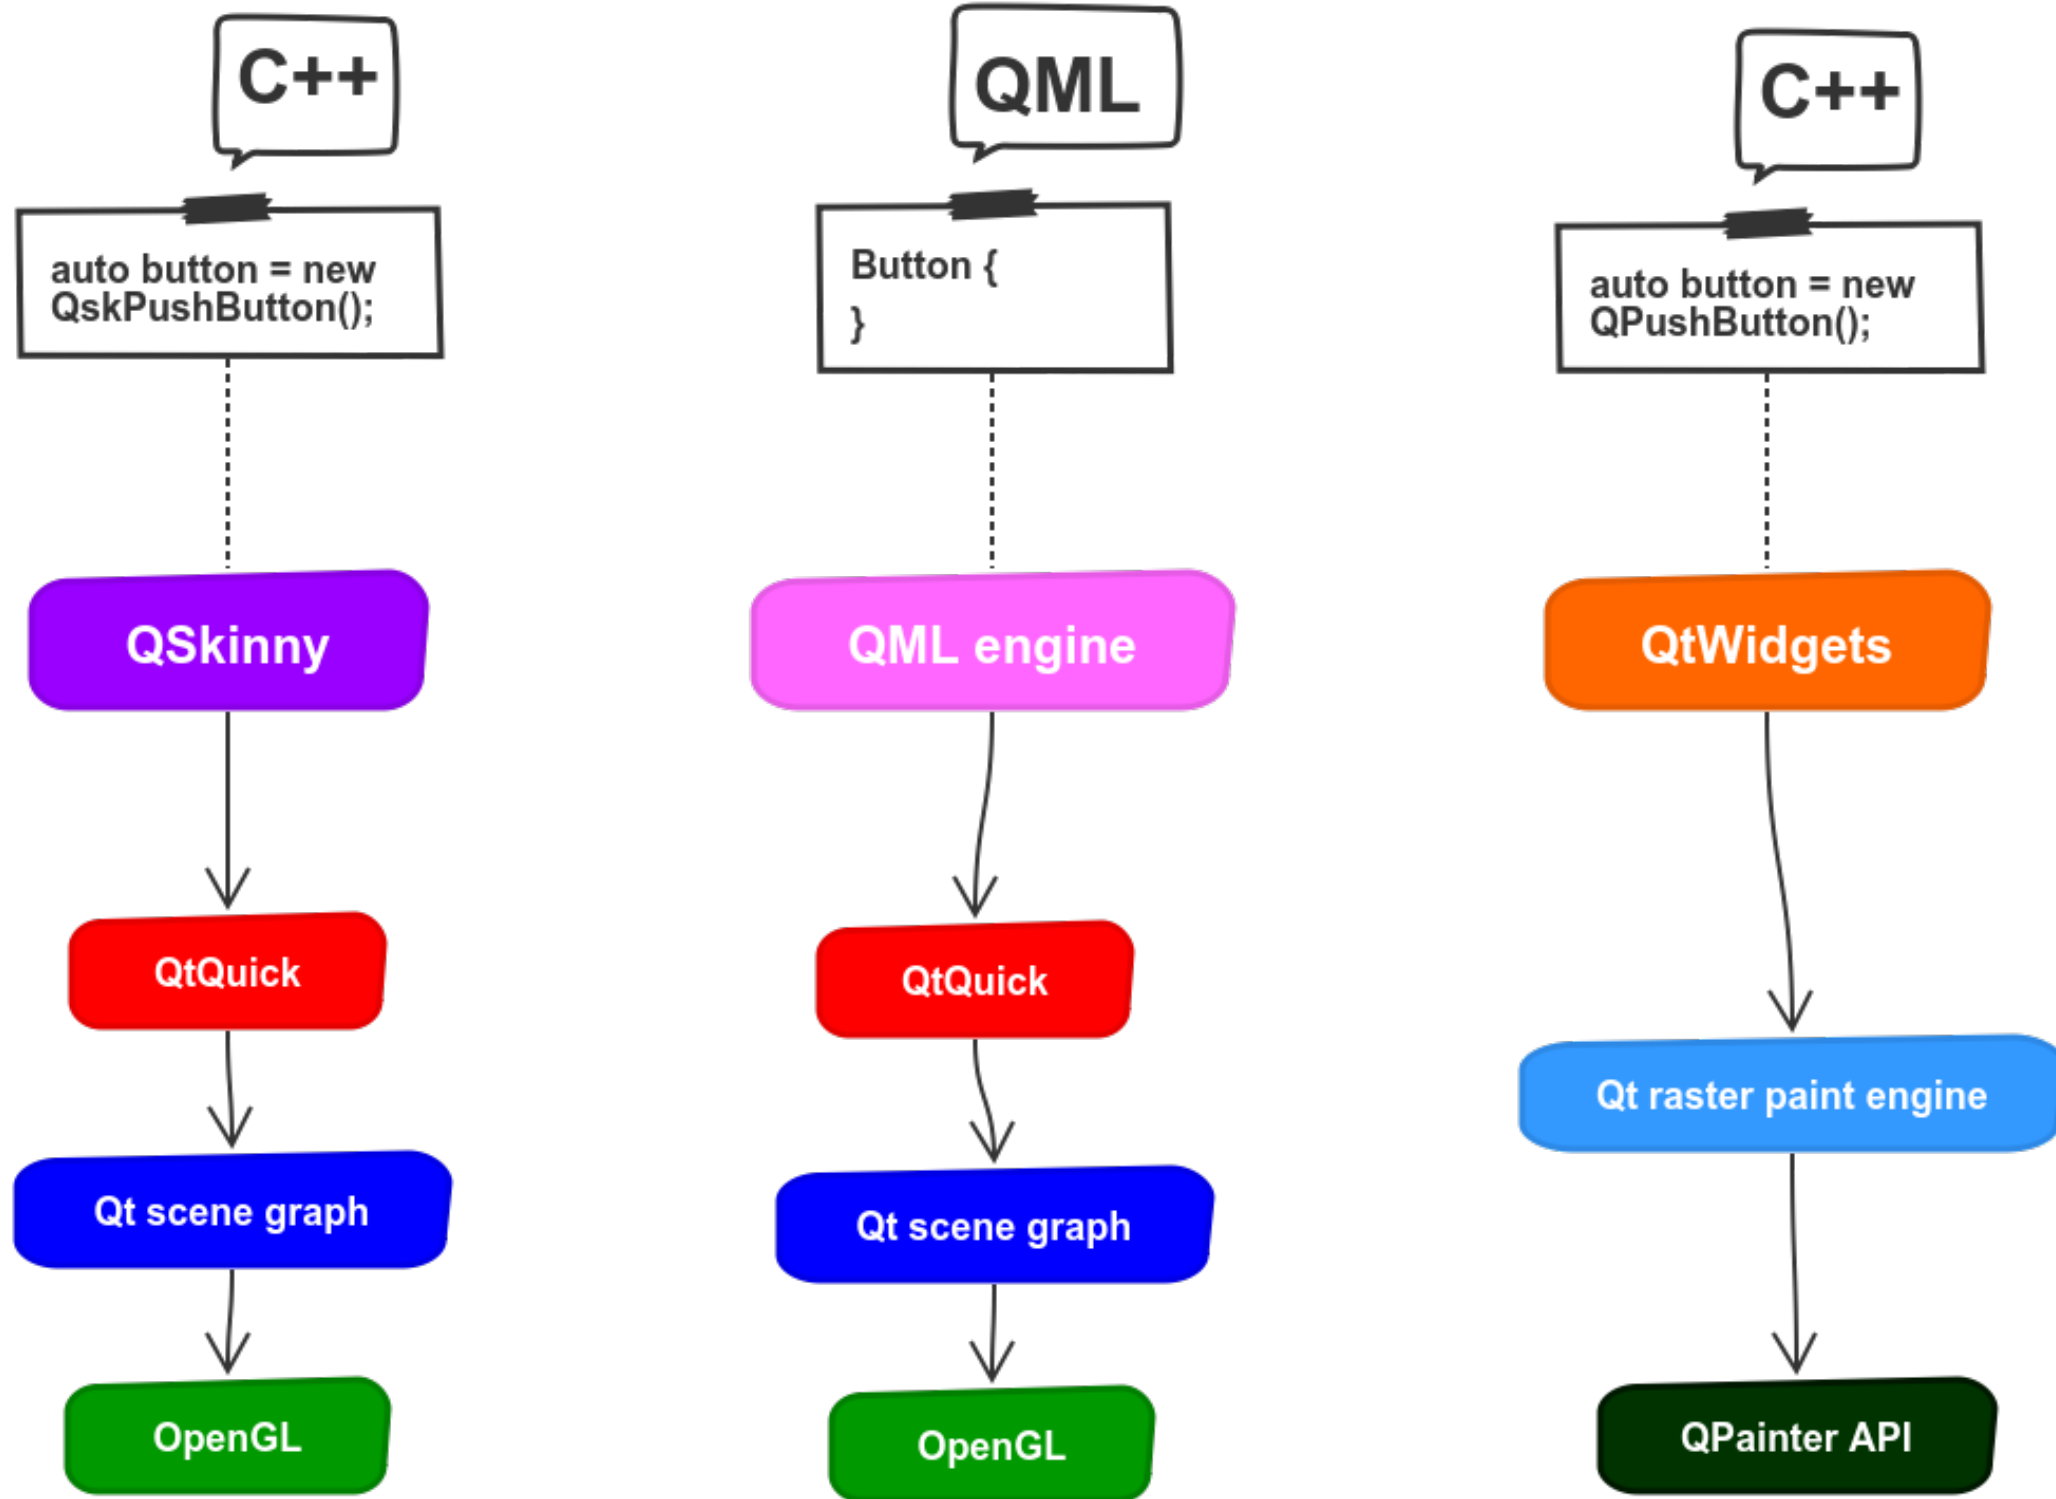 C++
auto button = new
QskPushButton();
QSkinny
QtQuick
Qt scene graph
OpenGL
QML
Button {
}
QML engine
QtQuick
Qt scene graph
OpenGL
C++
auto button = new
QPushButton();
QtWidgets
Qt raster paint engine
QPainter API